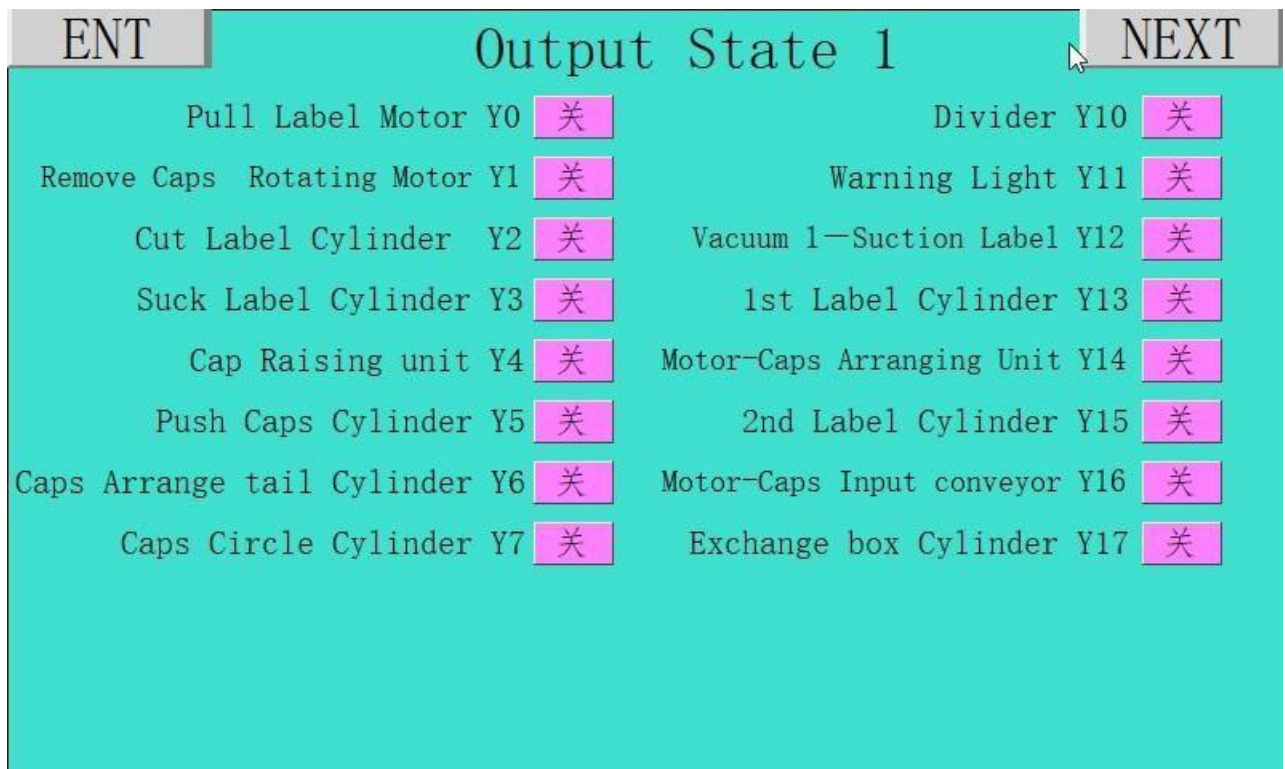 ENT
Output State 1
NEXT
Pull Label Motor Y0 关
Remove Caps Rotating Motor Y1 关
Cut Label Cylinder Y2 关
Suck Label Cylinder Y3 关
Cap Raising unit Y4 关
Push Caps Cylinder Y5 关
Caps Arrange tail Cylinder Y6 关
Caps Circle Cylinder Y7 关
Divider Y10 关
Warning Light Y11 关
Vacuum 1—Suction Label Y12 关
1st Label Cylinder Y13 关
Motor-Caps Arranging Unit Y14 关
2nd Label Cylinder Y15 关
Motor-Caps Input conveyor Y16 关
Exchange box Cylinder Y17 关